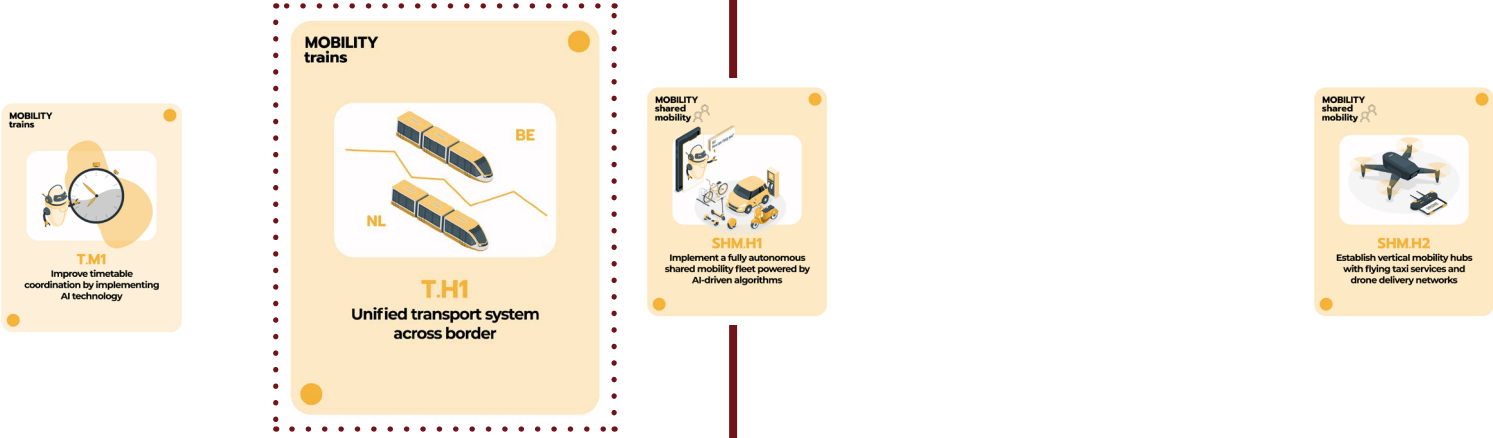 MOBILITY
trains
T.M1
Improve timetable
coordination by implementing
AI technology
MOBILITY
trains
BE
NL
T.H1
Unified transport system
across border
MOBILITY
shared
mobility
SHM.H1
Implement a fully autonomous
shared mobility fleet powered by
AI-driven algorithms
MOBILITY
shared
mobility
SHM.H2
Establish vertical mobility hubs
with flying taxi services and
drone delivery networks